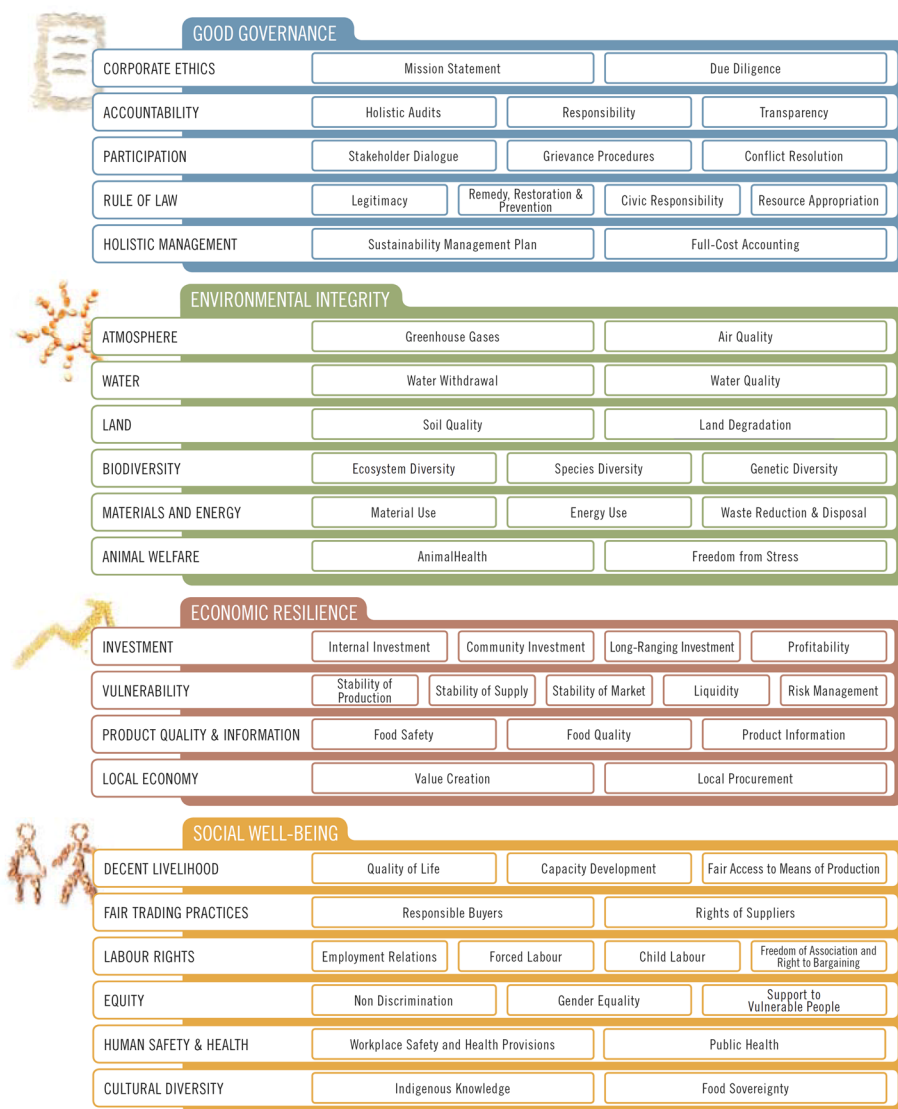 GOOD GOVERNANCE
CORPORATE ETHICS Mission Statement Due Diligence
ACCOUNTABILITY Holistic Audits Responsibility Transparency
PARTICIPATION Stakeholder Dialogue Grievance Procedures Conflict Resolution
RULE OF LAW Legitimacy Remedy, Restoration & Prevention Civic Responsibility Resource Appropriation
HOLISTIC MANAGEMENT Sustainability Management Plan Full-Cost Accounting
ENVIRONMENTAL INTEGRITY
ATMOSPHERE Greenhouse Gases Air Quality
WATER Water Withdrawal Water Quality
LAND Soil Quality Land Degradation
BIODIVERSITY Ecosystem Diversity Species Diversity Genetic Diversity
MATERIALS AND ENERGY Material Use Energy Use Waste Reduction & Disposal
ANIMAL WELFARE AnimalHealth Freedom from Stress
ECONOMIC RESILIENCE
INVESTMENT Internal Investment Community Investment Long-Ranging Investment Profitability
VULNERABILITY Stability of Production Stability of Supply Stability of Market Liquidity Risk Management
PRODUCT QUALITY & INFORMATION Food Safety Food Quality Product Information
LOCAL ECONOMY Value Creation Local Procurement
SOCIAL WELL-BEING
DECENT LIVELIHOOD Quality of Life Capacity Development Fair Access to Means of Production
FAIR TRADING PRACTICES Responsible Buyers Rights of Suppliers
LABOUR RIGHTS Employment Relations Forced Labour Child Labour Freedom of Association and Right to Bargaining
EQUITY Non Discrimination Gender Equality Support to Vulnerable People
HUMAN SAFETY & HEALTH Workplace Safety and Health Provisions Public Health
CULTURAL DIVERSITY Indigenous Knowledge Food Sovereignty